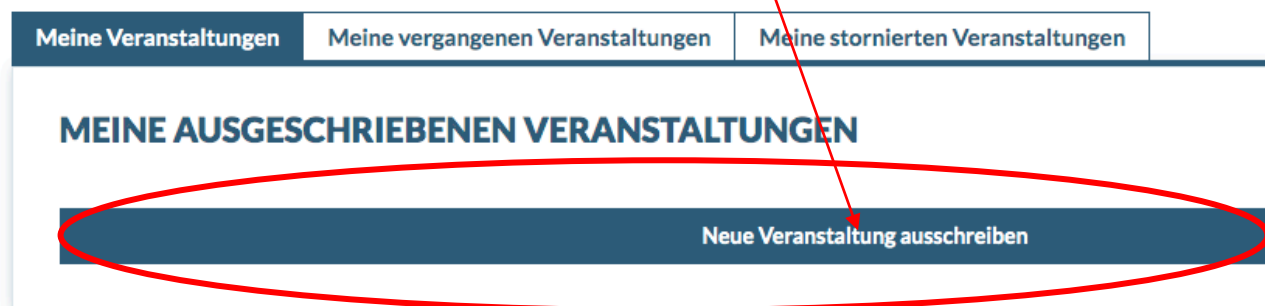 Meine Veranstaltungen Meine vergangenen Veranstaltungen Meine stornierten Veranstaltungen
MEINE AUSGESCHRIEBENEN VERANSTALTUNGEN
Neue Veranstaltung ausschreiben